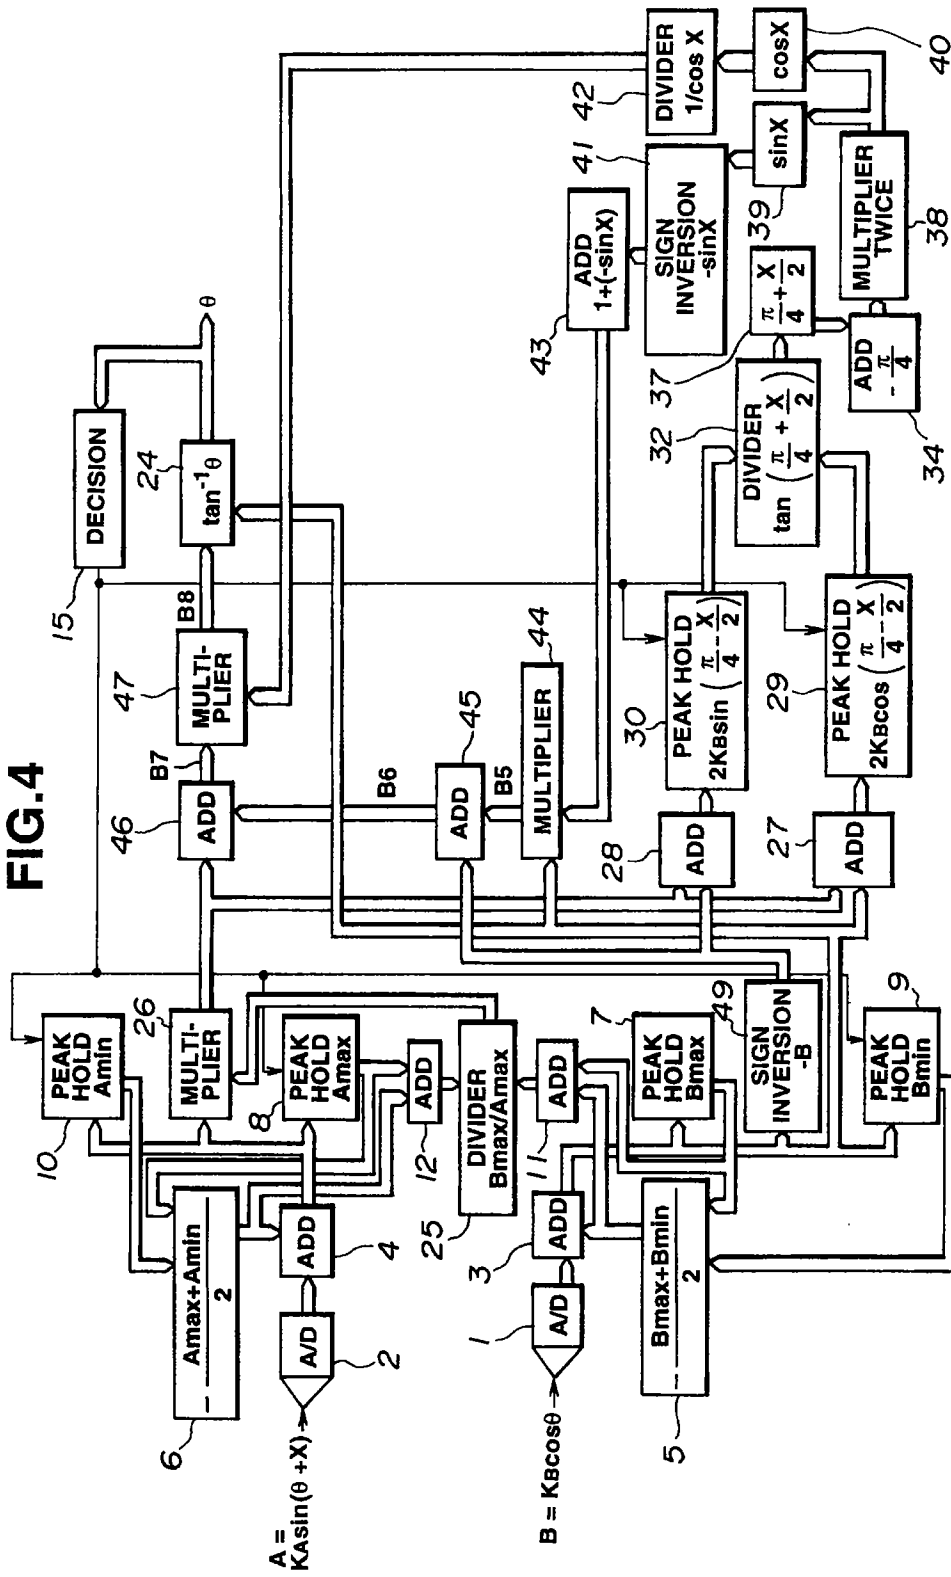 FIG.4
A =
KAsin(θ +X)
2
A/D
4
ADD
6
- Amax+Amin
2
10
PEAK
HOLD
Amin
26
MULTI-
PLIER
8
PEAK
HOLD
Amax
12
ADD
25
DIVIDER
Bmax/Amax
11
ADD
B = KBcosθ
1
A/D
3
ADD
5
- Bmax+Bmin
2
7
PEAK
HOLD
Bmax
49
SIGN
INVERSION
-B
9
PEAK
HOLD
Bmin
46
ADD
B7
47
MULTI-
PLIER
B8
24
tan-1θ
θ
15
DECISION
45
ADD
B6
B5
44
MULTIPLIER
28
ADD
27
ADD
30
PEAK HOLD
2KBsin (π/4 - X/2)
29
PEAK HOLD
2KBcos (π/4 - X/2)
32
DIVIDER
tan (π/4 + X/2)
37
π/4 + X/2
34
ADD
- π/4
38
MULTIPLIER
TWICE
39
sinX
40
cosX
41
SIGN
INVERSION
-sinX
42
DIVIDER
1/cos X
43
ADD
1+(-sinX)